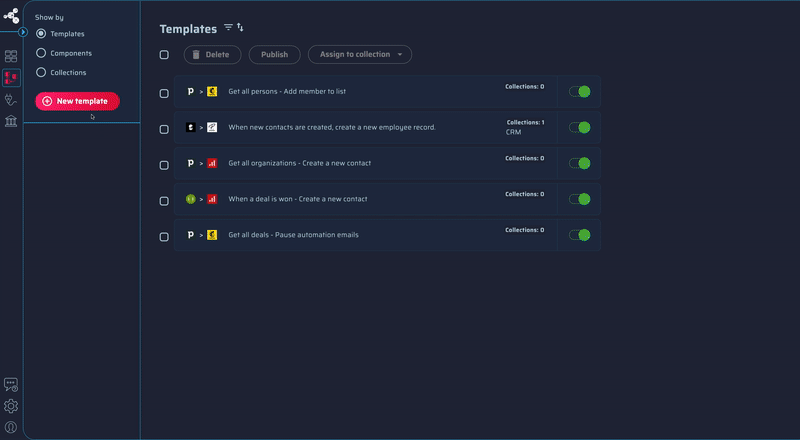 Show by
Templates
Components
Collections
New template
Templates
Delete
Publish
Assign to collection
Get all persons - Add member to list
Collections: 0
When new contacts are created, create a new employee record.
Collections: 1
CRM
Get all organizations - Create a new contact
Collections: 0
When a deal is won - Create a new contact
Collections: 0
Get all deals - Pause automation emails
Collections: 0